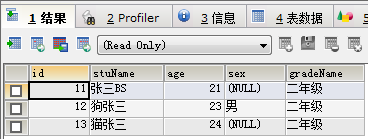 1 结果 2 Profiler 3 信息 4 表数据 5
(Read Only)
id stuName age sex gradeName
11 张三BS 21 (NULL) 二年级
12 狗张三 23 男 二年级
13 猫张三 24 (NULL) 二年级